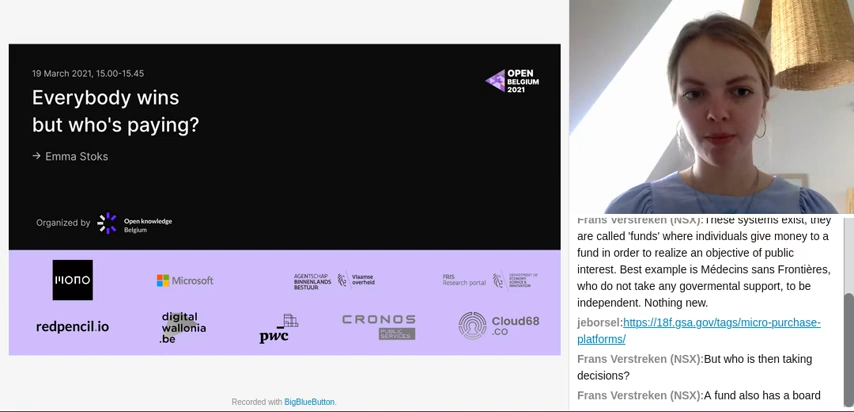 19 March 2021, 15.00-15.45
Everybody wins
but who's paying?
→ Emma Stoks
OPEN
BELGIUM
2021
Organized by
Open knowledge
Belgium
MONO
Microsoft
AGENTSCHAP
BINNENLANDS
BESTUUR
Vlaamse
overheid
FRIS
Research portal
DEPARTMENT OF
ECONOMY
SCIENCE &
INNOVATION
redpencil.io
digital
wallonia
.be
pwc
CRONOS
PUBLIC
SERVICES
Cloud68
.co
Recorded with BigBlueButton.
Frans Verstreken (NSX):These systems exist, they
are called 'funds' where individuals give money to a
fund in order to realize an objective of public
interest. Best example is Médecins sans Frontières,
who do not take any govermental support, to be
independent. Nothing new.
jeborsel:https://18f.gsa.gov/tags/micro-purchase-
platforms/
Frans Verstreken (NSX):But who is then taking
decisions?
Frans Verstreken (NSX):A fund also has a board